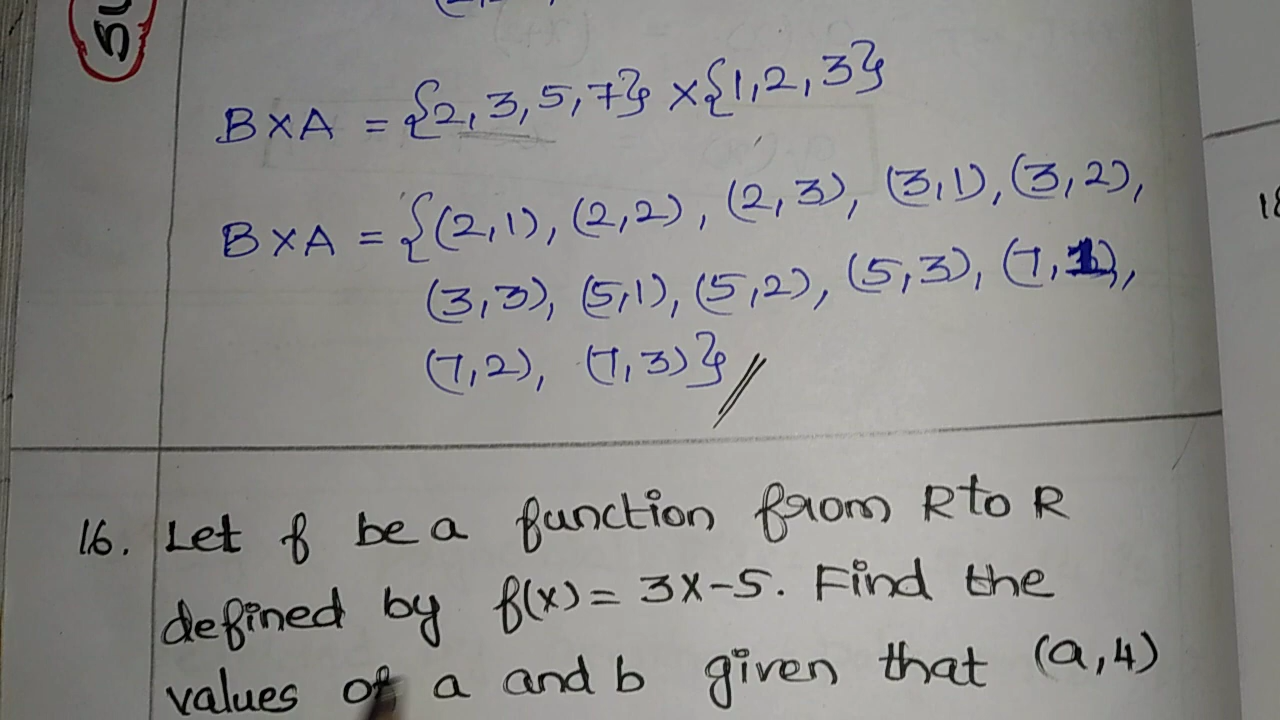 B×A = {2,3,5,7} ×{1,2,3}
B×A = {(2,1), (2,2), (2,3), (3,1), (3,2),
(3,3), (5,1), (5,2), (5,3), (7,1),
(7,2), (7,3)}
16. Let f be a function from R to R
defined by f(x) = 3x-5. Find the
values of a and b given that (a,4)